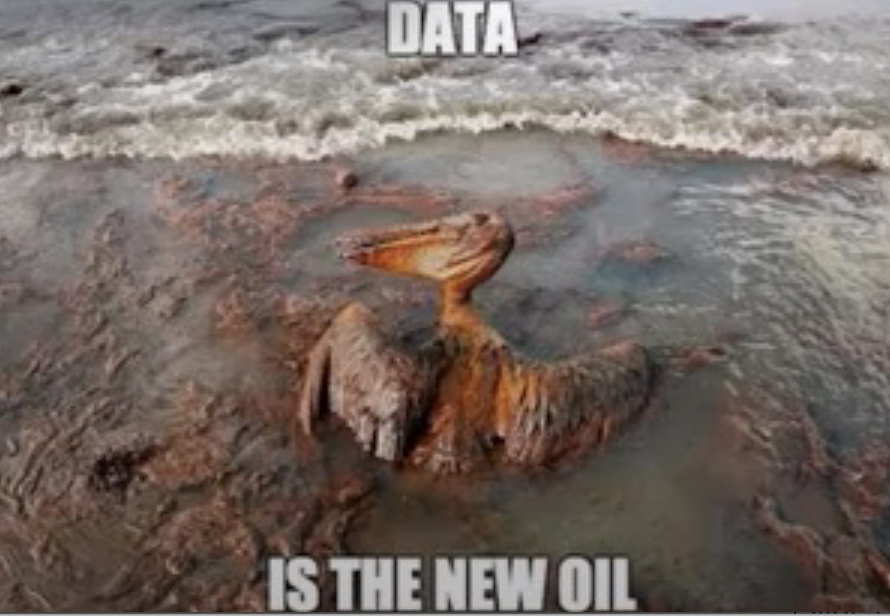 DATA
IS THE NEW OIL